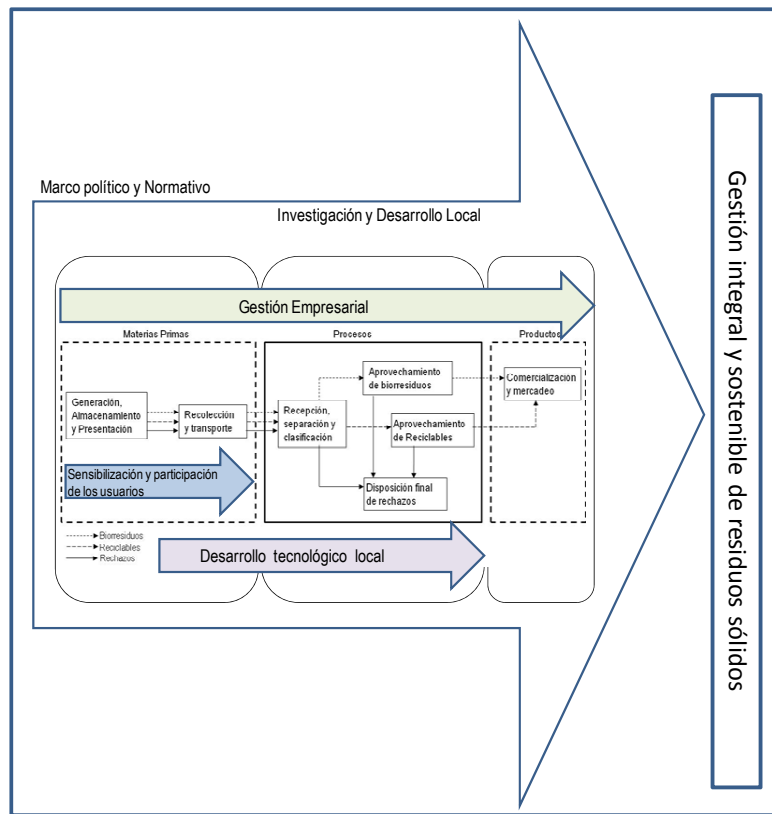 Marco político y Normativo
Investigación y Desarrollo Local
Gestión Empresarial
Materias Primas
Procesos
Productos
Generación,
Almacenamiento
y Presentación
Recolección
y transporte
Recepción,
separación y
clasificación
Aprovechamiento
de biorresiduos
Aprovechamiento
de Reciclables
Disposición final
de rechazos
Comercialización
y mercadeo
Sensibilización y participación
de los usuarios
Biorresiduos
Reciclables
Rechazos
Desarrollo tecnológico local
Gestión integral y sostenible de residuos sólidos